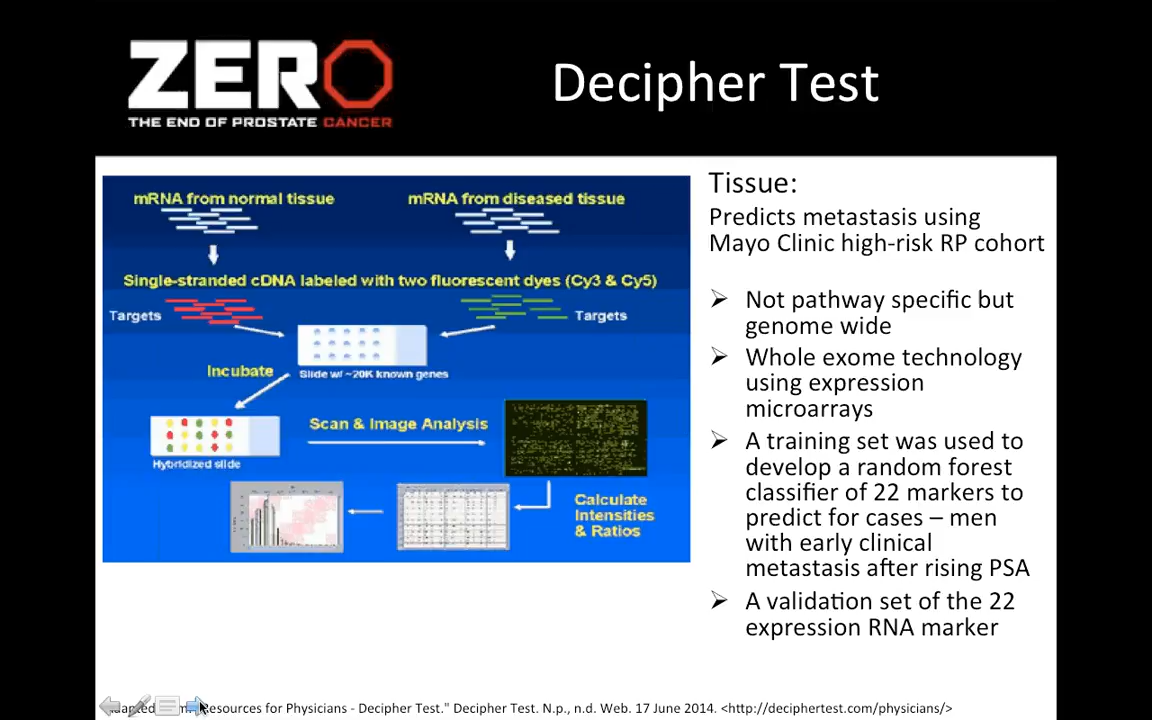 ZERO
THE END OF PROSTATE CANCER
Decipher Test
mRNA from normal tissue
mRNA from diseased tissue
Single-stranded cDNA labeled with two fluorescent dyes (Cy3 & Cy5)
Targets
Targets
Incubate
Slide w/ ~20K known genes
Scan & Image Analysis
Hybridized slide
Calculate
Intensities
& Ratios
Tissue:
Predicts metastasis using
Mayo Clinic high-risk RP cohort
➢ Not pathway specific but
genome wide
➢ Whole exome technology
using expression
microarrays
➢ A training set was used to
develop a random forest
classifier of 22 markers to
predict for cases – men
with early clinical
metastasis after rising PSA
➢ A validation set of the 22
expression RNA marker
Resources for Physicians - Decipher Test." Decipher Test. N.p., n.d. Web. 17 June 2014. <http://deciphertest.com/physicians/>